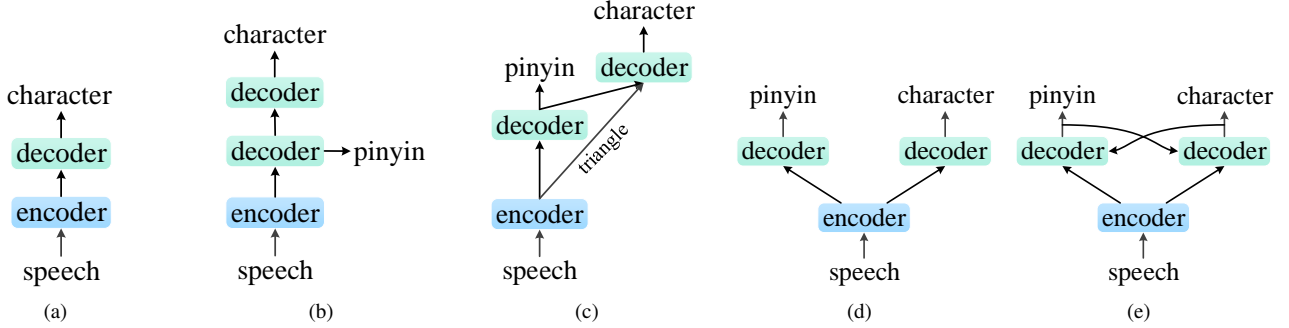 character
decoder
encoder
speech
(a)
character
decoder
decoder
pinyin
encoder
speech
(b)
character
pinyin
decoder
decoder
triangle
encoder
speech
(c)
pinyin
character
decoder
decoder
encoder
speech
(d)
pinyin
character
decoder
decoder
encoder
speech
(e)